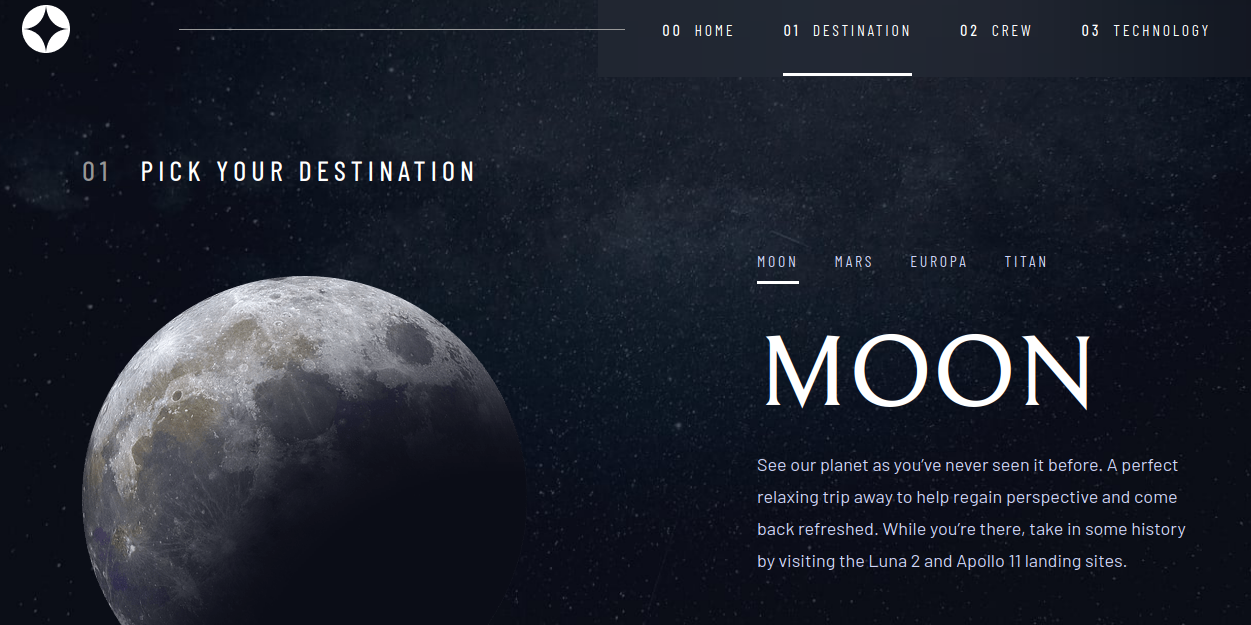 00 HOME 01 DESTINATION 02 CREW 03 TECHNOLOGY
01 PICK YOUR DESTINATION
MOON MARS EUROPA TITAN
MOON
See our planet as you’ve never seen it before. A perfect
relaxing trip away to help regain perspective and come
back refreshed. While you’re there, take in some history
by visiting the Luna 2 and Apollo 11 landing sites.